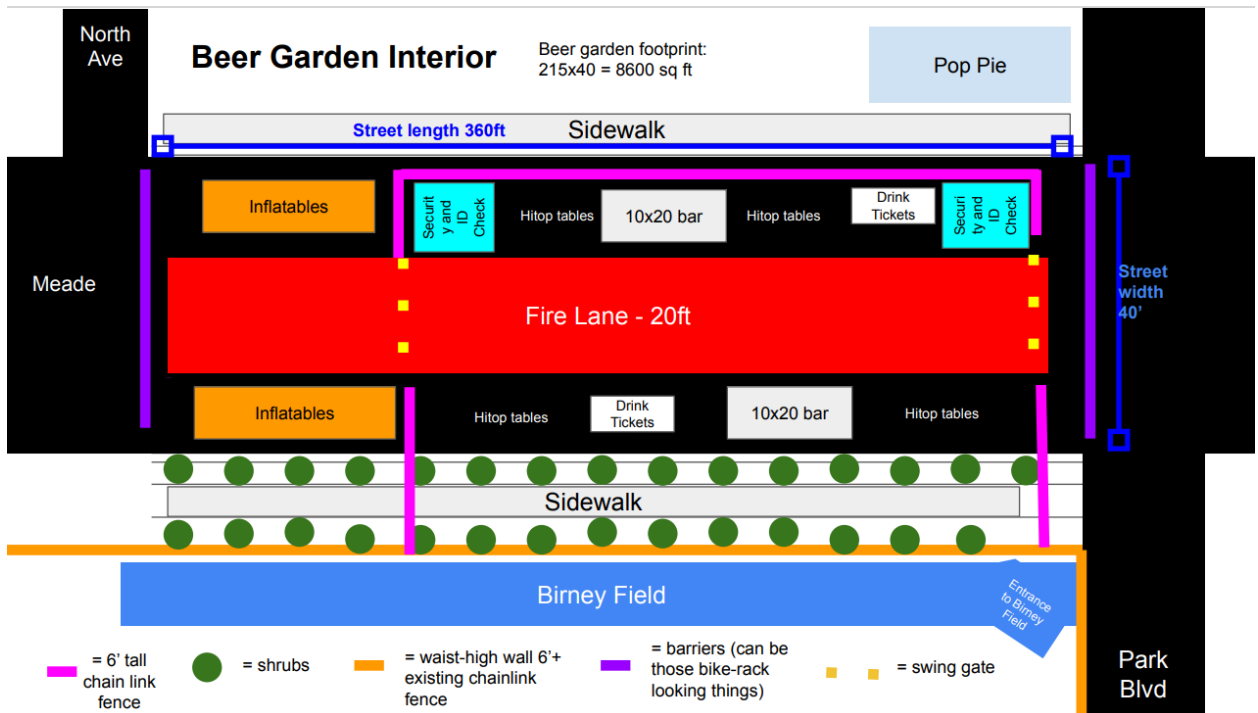 North
Ave
Beer Garden Interior
Beer garden footprint:
215x40 = 8600 sq ft
Pop Pie
Street length 360ft
Sidewalk
Inflatables
Securit
y and
ID
Check
Hitop tables
10x20 bar
Hitop tables
Drink
Tickets
Securi
ty and
ID
Check
Meade
Fire Lane - 20ft
Street
width
40’
Inflatables
Hitop tables
Drink
Tickets
10x20 bar
Hitop tables
Sidewalk
Birney Field
Entrance
to Birney
Field
= 6’ tall
chain link
fence
= shrubs
= waist-high wall 6’+
existing chainlink
fence
= barriers (can be
those bike-rack
looking things)
= swing gate
Park
Blvd